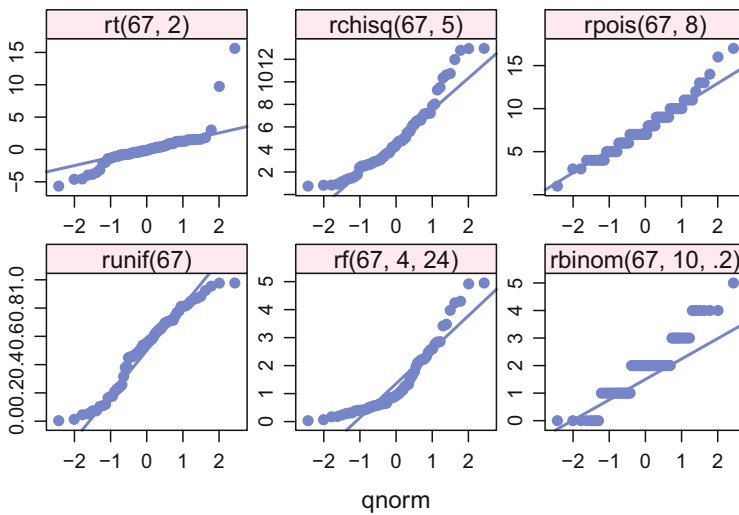 rt(67, 2)
rchisq(67, 5)
rpois(67, 8)
15
10
5
0
−5
−2 −1 0 1 2
1012
8
6
4
2
−2 −1 0 1 2
15
10
5
−2 −1 0 1 2
runif(67)
rf(67, 4, 24)
rbinom(67, 10, .2)
0.00.20.40.60.81.0
−2 −1 0 1 2
5
4
3
2
1
0
−2 −1 0 1 2
5
4
3
2
1
0
−2 −1 0 1 2
qnorm